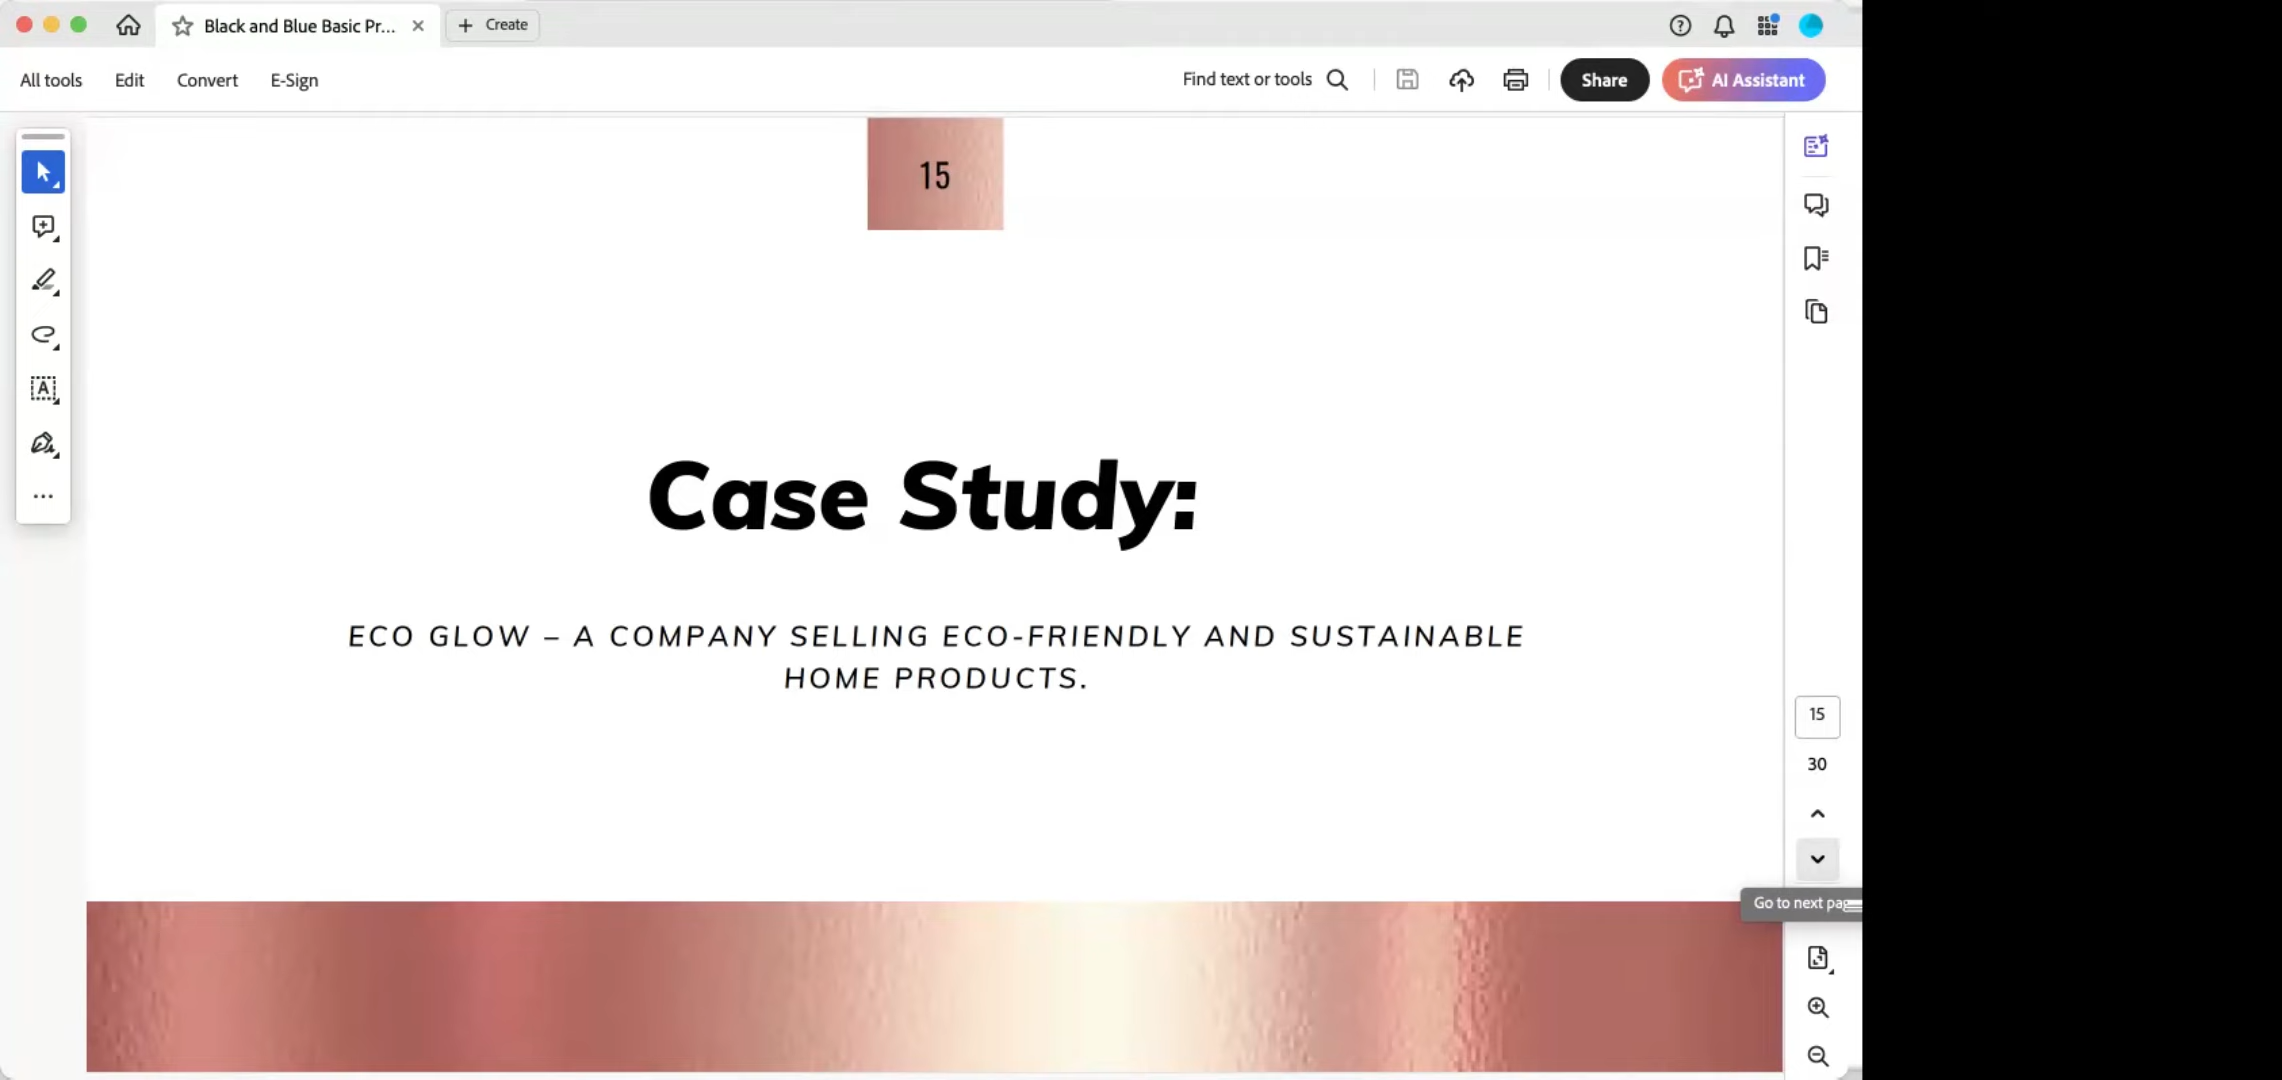 Black and Blue Basic Pr...
Create
All tools
Edit
Convert
E-Sign
Find text or tools
Share
AI Assistant
15
Case Study:
ECO GLOW – A COMPANY SELLING ECO-FRIENDLY AND SUSTAINABLE
HOME PRODUCTS.
15
30
Go to next pag